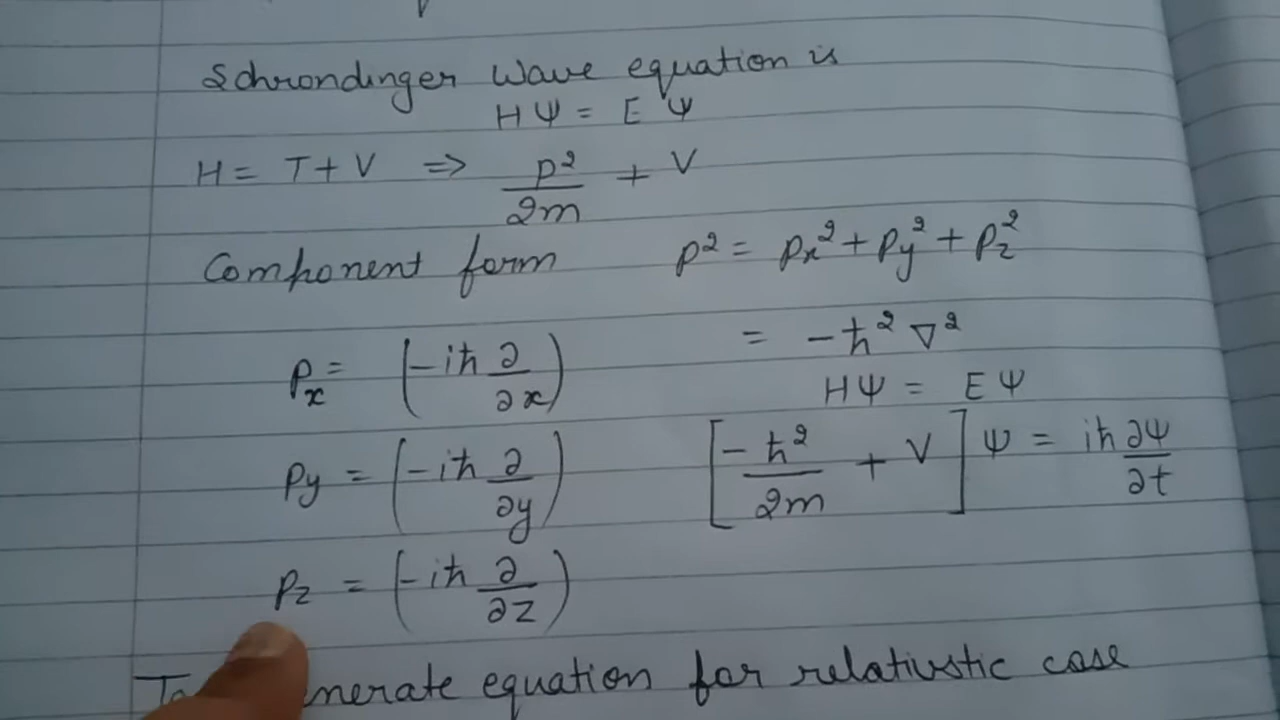 Schrondinger Wave equation is
HΨ = EΨ
H = T + V ⇒ p²/2m + V
Component form p² = px² + py² + pz²
= -ħ²∇²
Px = (-iħ ∂/∂x)
HΨ = EΨ
Py = (-iħ ∂/∂y) [-ħ²/2m + V]Ψ = iħ ∂Ψ/∂t
Pz = (-iħ ∂/∂z)
equation for relativstic case